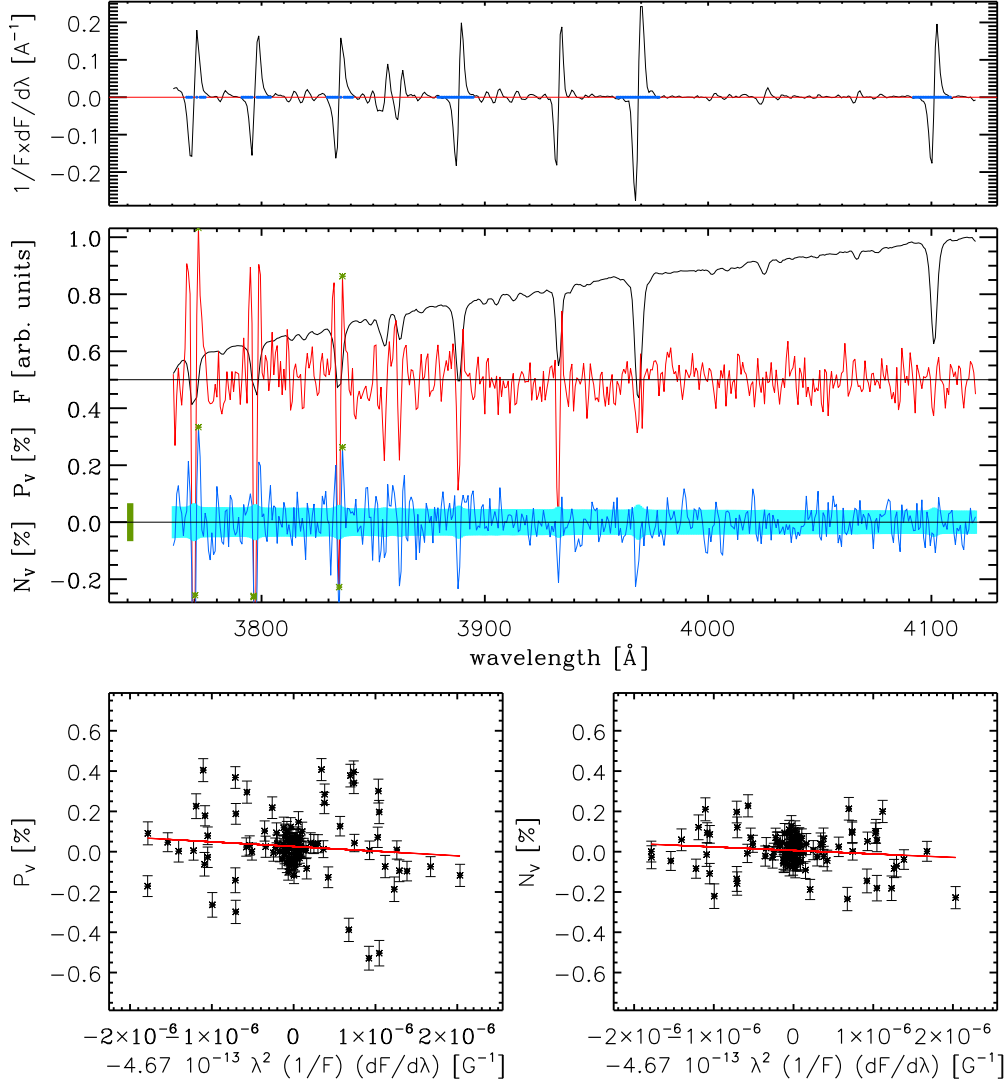 1/FxdF/dλ [A⁻¹]
0.2
0.1
0.0
−0.1
−0.2
N_V [%] P_V [%] F [arb. units]
1.0
0.8
0.6
0.4
0.2
0.0
−0.2
3800 3900 4000 4100
wavelength [Å]
P_V [%]
0.6
0.4
0.2
0.0
−0.2
−0.4
−0.6
−2×10⁻⁶ −1×10⁻⁶ 0 1×10⁻⁶ 2×10⁻⁶
−4.67 10⁻¹³ λ² (1/F) (dF/dλ) [G⁻¹]
N_V [%]
0.6
0.4
0.2
0.0
−0.2
−0.4
−0.6
−2×10⁻⁶ −1×10⁻⁶ 0 1×10⁻⁶ 2×10⁻⁶
−4.67 10⁻¹³ λ² (1/F) (dF/dλ) [G⁻¹]